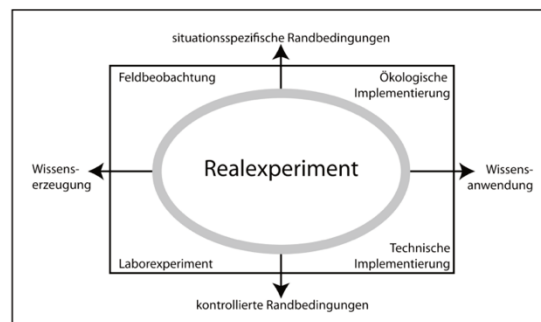 situationsspezifische Randbedingungen
Feldbeobachtung
Ökologische
Implementierung
Wissens-
erzeugung
Realexperiment
Wissens-
anwendung
Laborexperiment
Technische
Implementierung
kontrollierte Randbedingungen